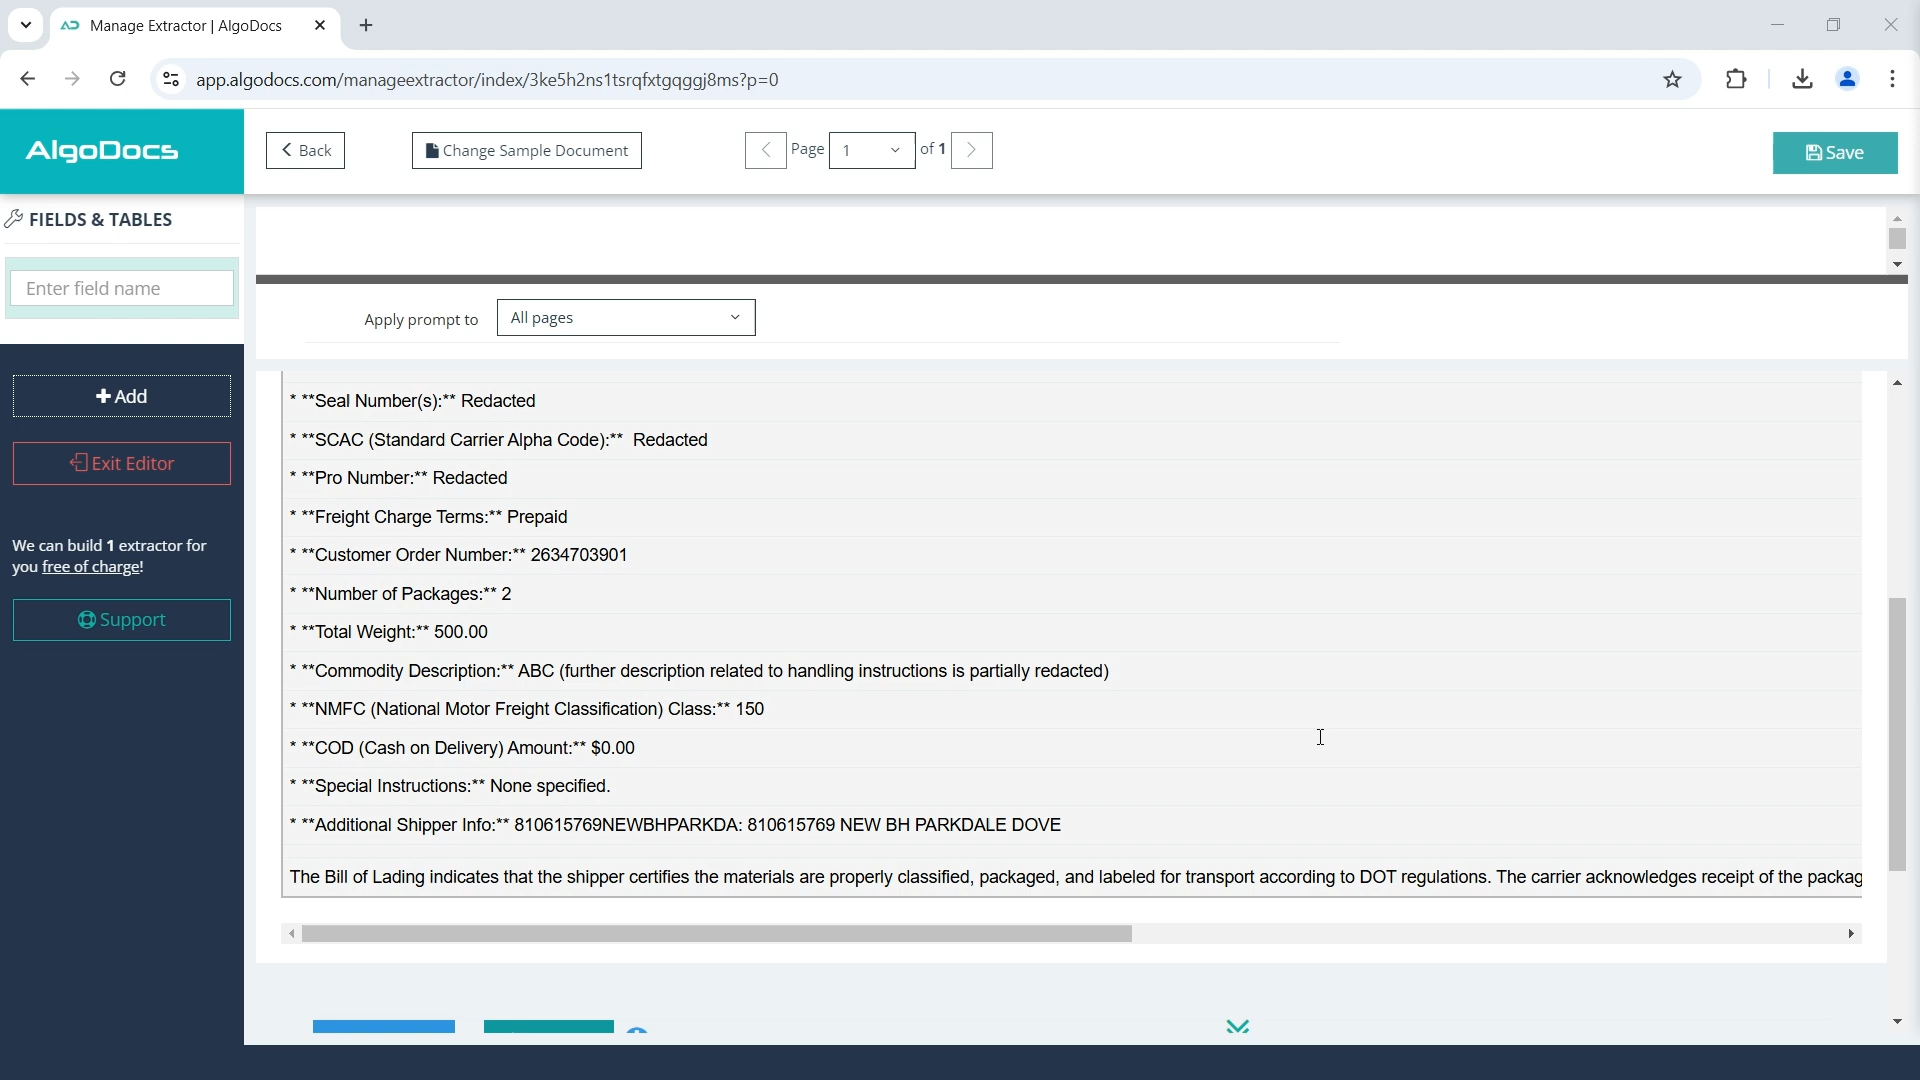 Manage Extractor | AlgoDocs
app.algodocs.com/manageextractor/index/3ke5h2ns1tsrqfxtgqggj8ms?p=0
AlgoDocs
Back
Change Sample Document
Page 1 of 1
Save
FIELDS & TABLES
Enter field name
Add
Exit Editor
We can build 1 extractor for
you free of charge!
Support
Apply prompt to All pages
* **Seal Number(s):** Redacted
* **SCAC (Standard Carrier Alpha Code):** Redacted
* **Pro Number:** Redacted
* **Freight Charge Terms:** Prepaid
* **Customer Order Number:** 2634703901
* **Number of Packages:** 2
* **Total Weight:** 500.00
* **Commodity Description:** ABC (further description related to handling instructions is partially redacted)
* **NMFC (National Motor Freight Classification) Class:** 150
* **COD (Cash on Delivery) Amount:** $0.00
* **Special Instructions:** None specified.
* **Additional Shipper Info:** 810615769NEWBHPARKDA: 810615769 NEW BH PARKDALE DOVE
The Bill of Lading indicates that the shipper certifies the materials are properly classified, packaged, and labeled for transport according to DOT regulations. The carrier acknowledges receipt of the packag